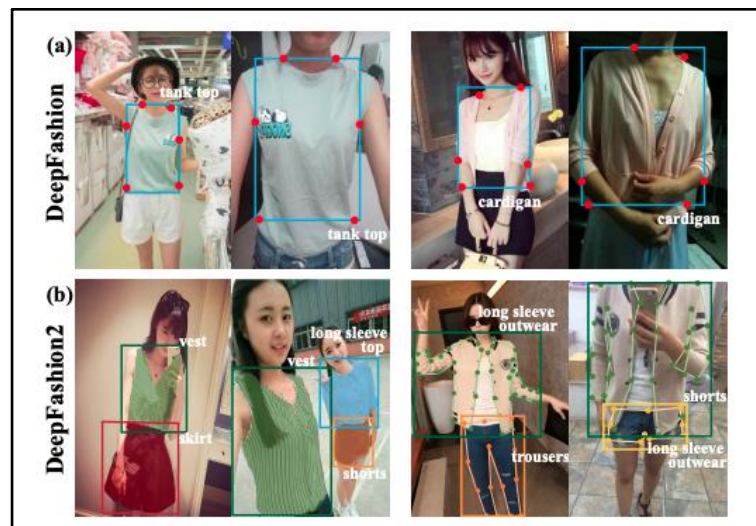 (a)
DeepFashion
tank top
tank top
cardigan
cardigan
(b)
DeepFashion2
vest
skirt
vest
long sleeve
top
shorts
long sleeve
outwear
trousers
shorts
long sleeve
outwear